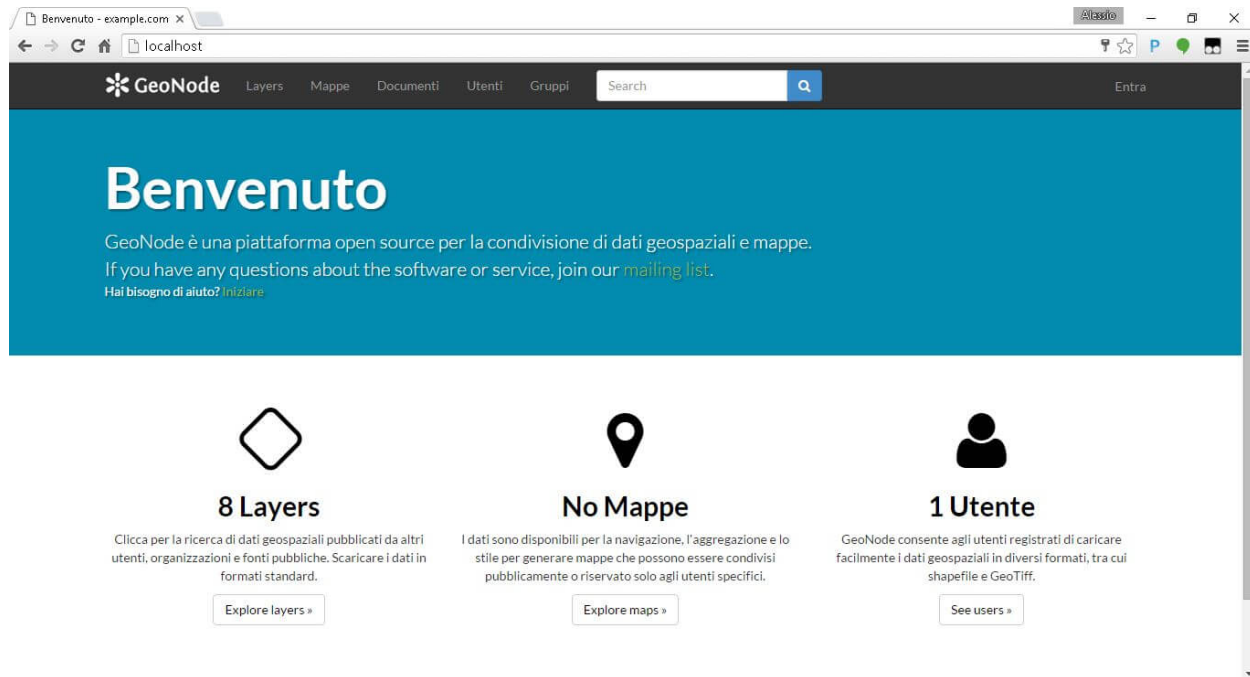 Benvenuto - example.com
Alessio
localhost
GeoNode Layers Mappe Documenti Utenti Gruppi Search Entra
Benvenuto
GeoNode è una piattaforma open source per la condivisione di dati geospaziali e mappe.
If you have any questions about the software or service, join our mailing list.
Hai bisogno di aiuto? Iniziare
8 Layers
Clicca per la ricerca di dati geospaziali pubblicati da altri
utenti, organizzazioni e fonti pubbliche. Scaricare i dati in
formati standard.
Explore layers »
No Mappe
I dati sono disponibili per la navigazione, l'aggregazione e lo
stile per generare mappe che possono essere condivisi
pubblicamente o riservato solo agli utenti specifici.
Explore maps »
1 Utente
GeoNode consente agli utenti registrati di caricare
facilmente i dati geospaziali in diversi formati, tra cui
shapefile e GeoTiff.
See users »